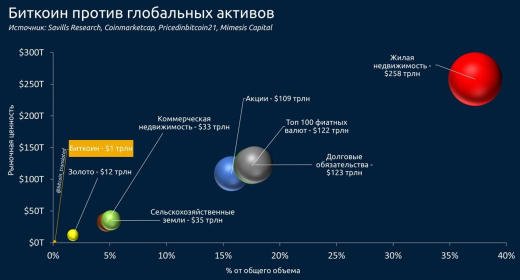 Биткоин против глобальных активов
Источник: Savills Research, Coinmarketcap, Pricedinbitcoin21, Mimesis Capital
$300T
$250T
$200T
$150T
$100T
$50T
$0T
Рыночная ценность
Жилая
недвижимость -
$258 трлн
Акции - $109 трлн
Коммерческая
недвижимость - $33 трлн
Топ 100 фиатных
валют - $122 трлн
Биткоин - $1 трлн
Долговые
обязательства -
$123 трлн
Золото - $12 трлн
Сельскохозяйственные
земли - $35 трлн
0%
5%
10%
15%
20%
25%
30%
35%
40%
% от общего объема